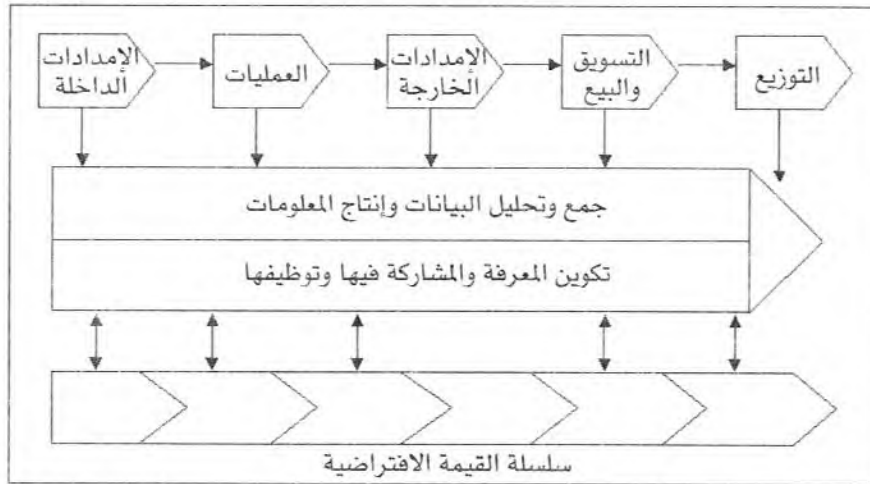 الإمدادات
الداخلة
العمليات
الإمدادات
الخارجة
التسويق
والبيع
التوزيع
جمع وتحليل البيانات وإنتاج المعلومات
تكوين المعرفة والمشاركة فيها وتوظيفها
سلسلة القيمة الافتراضية